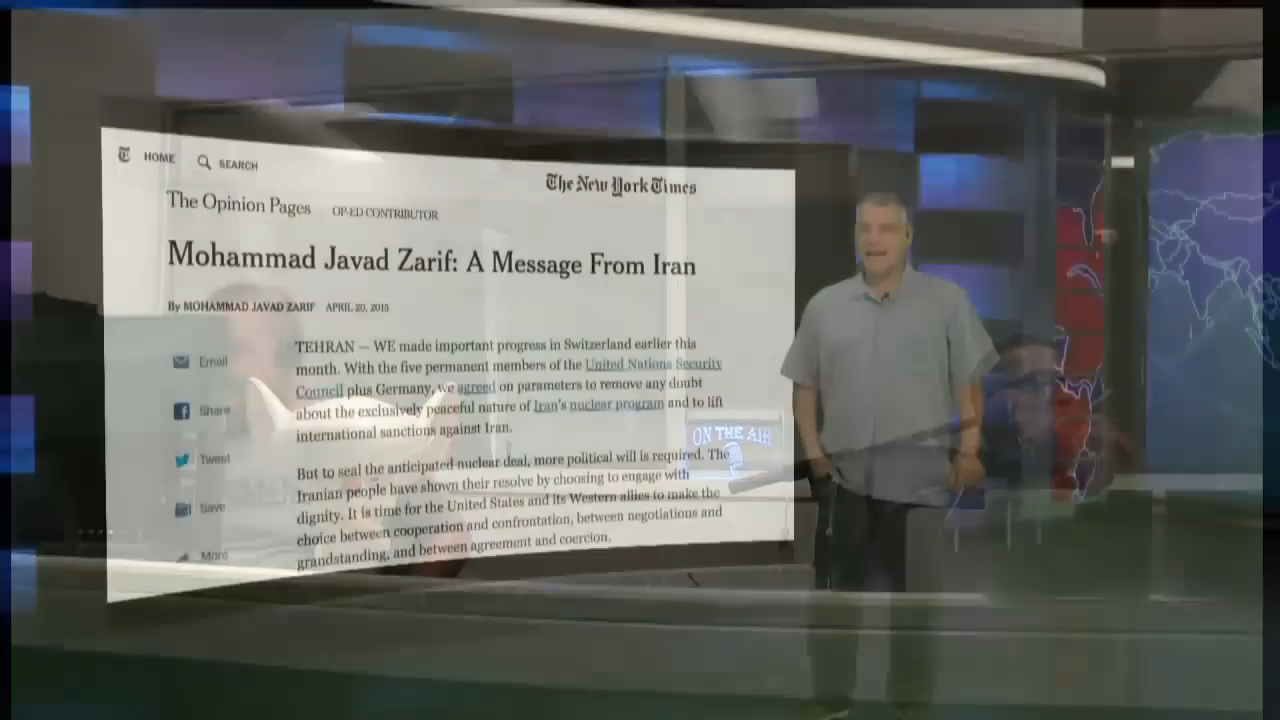 HOME SEARCH
The New York Times
The Opinion Pages OP-ED CONTRIBUTOR
Mohammad Javad Zarif: A Message From Iran
By MOHAMMAD JAVAD ZARIF APRIL 20, 2015
TEHRAN — WE made important progress in Switzerland earlier this
month. With the five permanent members of the United Nations Security
Council plus Germany, we agreed on parameters to remove any doubt
about the exclusively peaceful nature of Iran's nuclear program and to lift
international sanctions against Iran.
But to seal the anticipated nuclear deal, more political will is required. The
Iranian people have shown their resolve by choosing to engage with
dignity. It is time for the United States and its Western allies to make the
choice between cooperation and confrontation, between negotiations and
grandstanding, and between agreement and coercion.
Email
Share
Tweet
Save
More
ON THE AIR